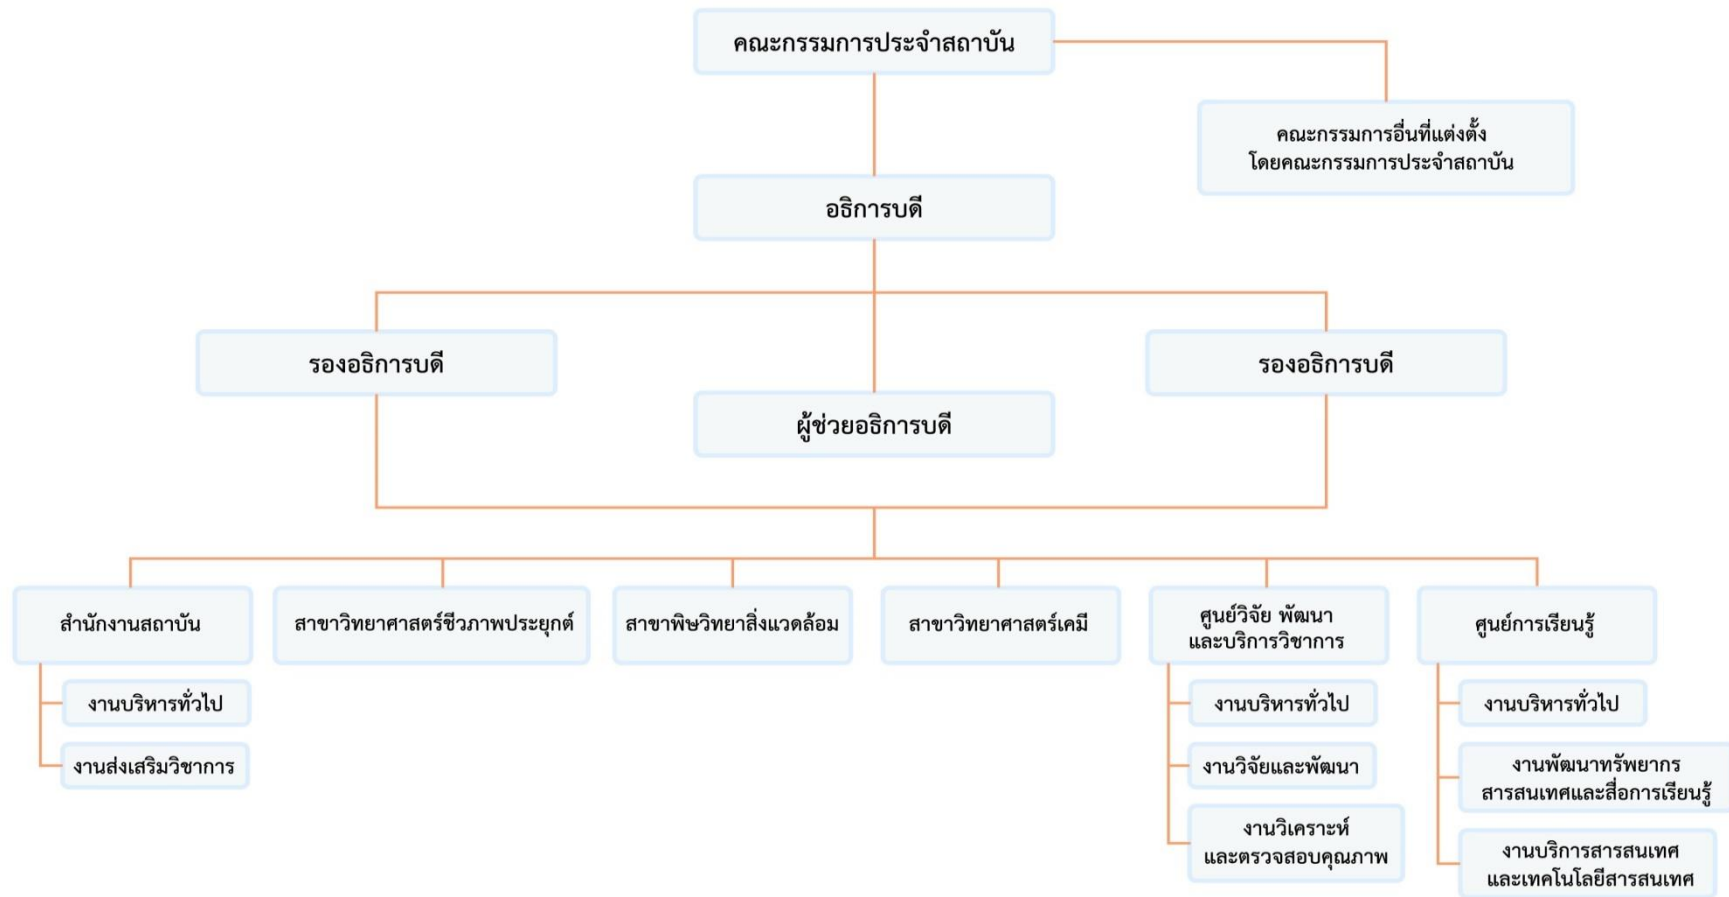 คณะกรรมการประจำสถาบัน
คณะกรรมการอื่นที่แต่งตั้ง
โดยคณะกรรมการประจำสถาบัน
อธิการบดี
รองอธิการบดี
รองอธิการบดี
ผู้ช่วยอธิการบดี
สำนักงานสถาบัน
งานบริหารทั่วไป
งานส่งเสริมวิชาการ
สาขาวิทยาศาสตร์ชีวภาพประยุกต์
สาขาพิษวิทยาสิ่งแวดล้อม
สาขาวิทยาศาสตร์เคมี
ศูนย์วิจัย พัฒนา
และบริการวิชาการ
งานบริหารทั่วไป
งานวิจัยและพัฒนา
งานวิเคราะห์
และตรวจสอบคุณภาพ
ศูนย์การเรียนรู้
งานบริหารทั่วไป
งานพัฒนาทรัพยากร
สารสนเทศและสื่อการเรียนรู้
งานบริการสารสนเทศ
และเทคโนโลยีสารสนเทศ